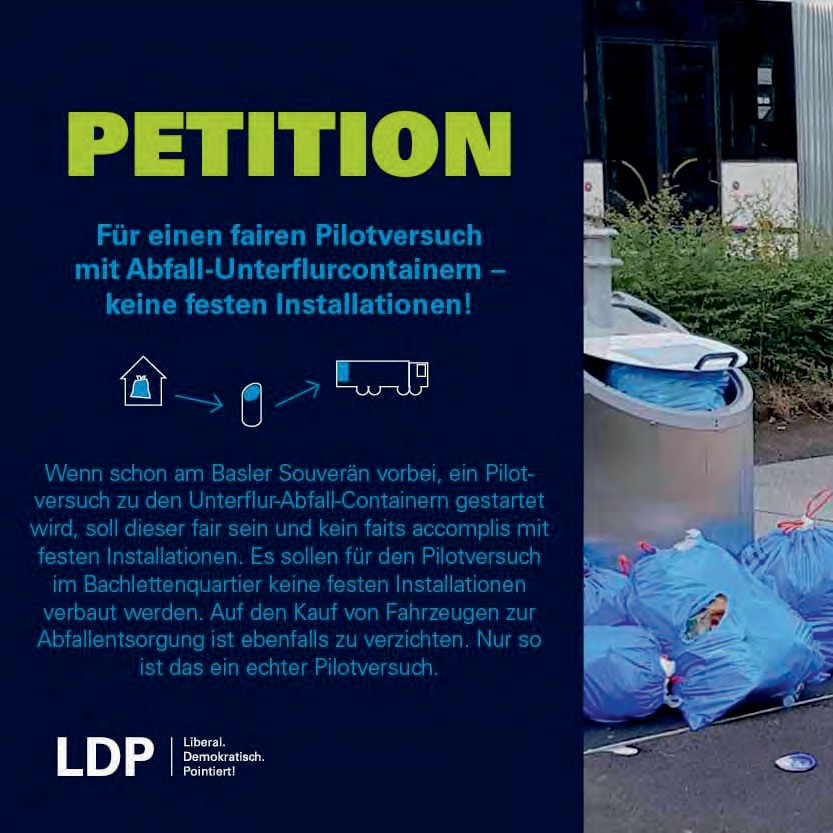 PETITION
Für einen fairen Pilotversuch
mit Abfall-Unterflurcontainern –
keine festen Installationen!
Wenn schon am Basler Souverän vorbei, ein Pilot-
versuch zu den Unterflur-Abfall-Containern gestartet
wird, soll dieser fair sein und kein faits accomplis mit
festen Installationen. Es sollen für den Pilotversuch
im Bachlettenquartier keine festen Installationen
verbaut werden. Auf den Kauf von Fahrzeugen zur
Abfallentsorgung ist ebenfalls zu verzichten. Nur so
ist das ein echter Pilotversuch.
LDP
Liberal.
Demokratisch.
Pointiert!